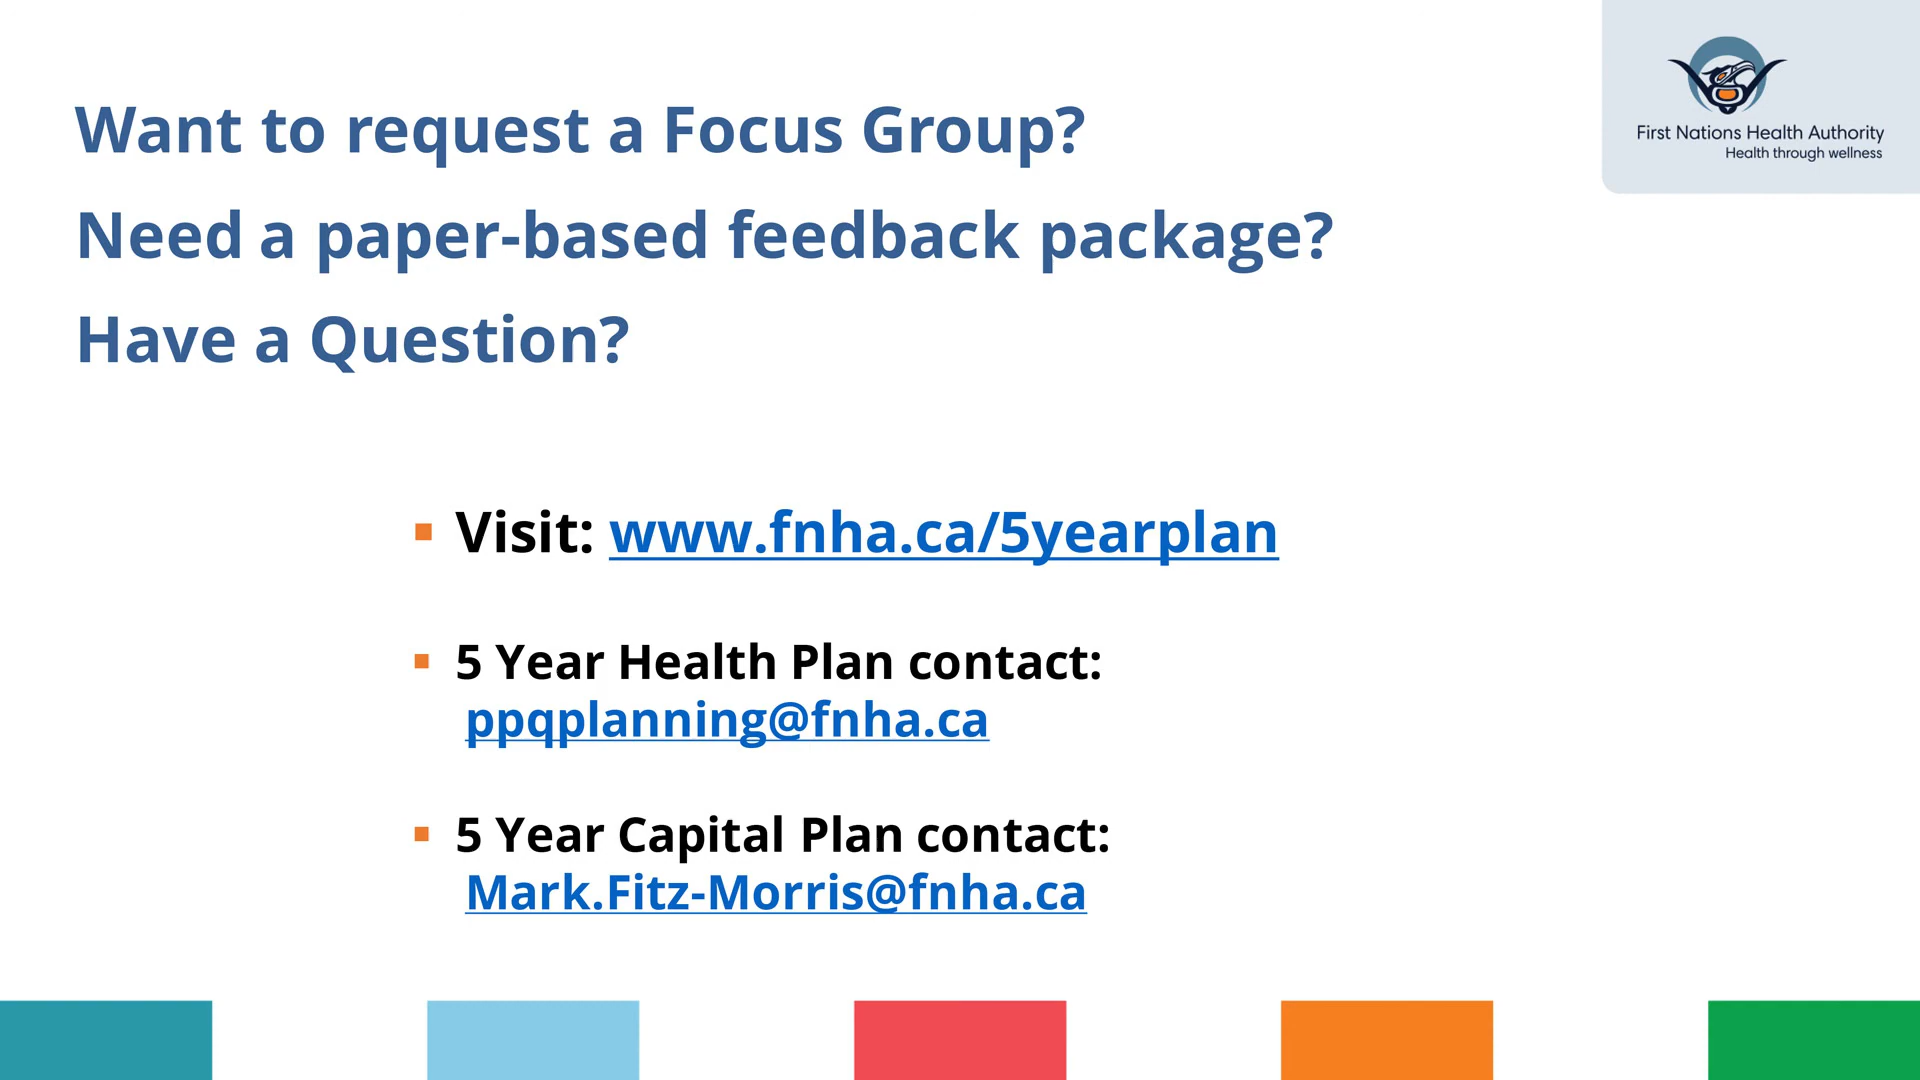 Want to request a Focus Group?
Need a paper-based feedback package?
Have a Question?
First Nations Health Authority
Health through wellness
▪ Visit: www.fnha.ca/5yearplan
▪ 5 Year Health Plan contact:
ppqplanning@fnha.ca
▪ 5 Year Capital Plan contact:
Mark.Fitz-Morris@fnha.ca